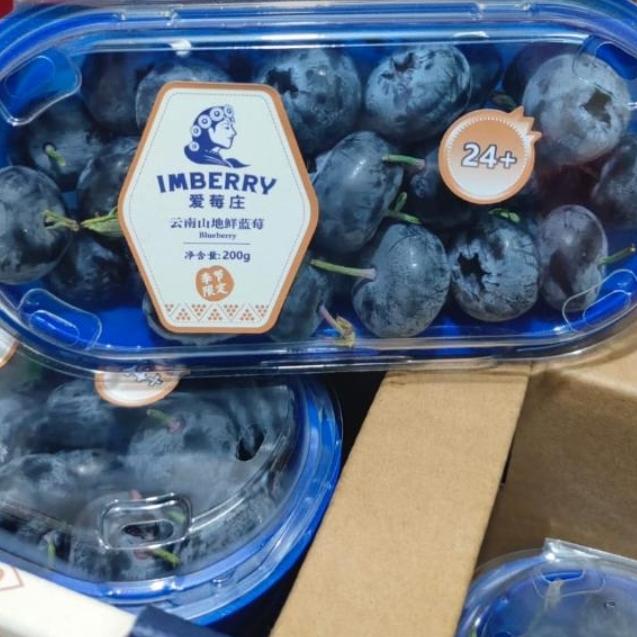 IMBERRY
爱莓庄
云南山地鲜蓝莓
Blueberry
净含量:200g
季节
限定
24+